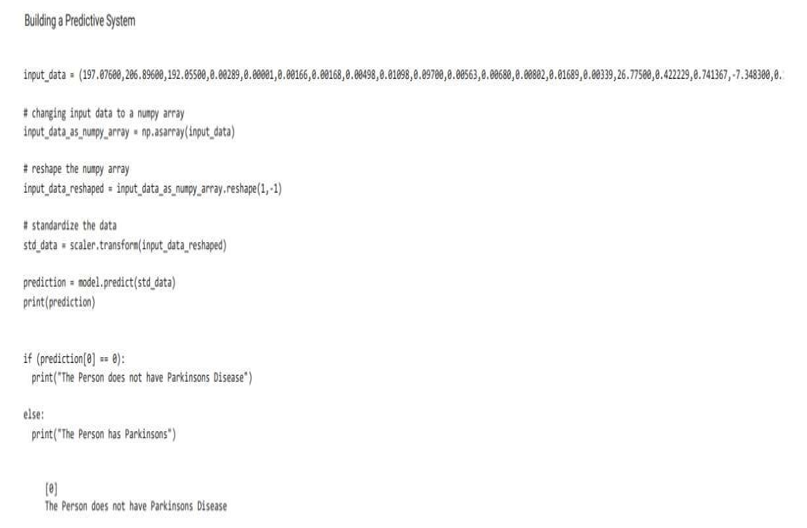 Building a Predictive System
input_data = (197.07600,206.89600,192.05500,0.00289,0.00001,0.00166,0.00168,0.00498,0.01098,0.09700,0.00563,0.00680,0.00802,0.01689,0.00339,26.77500,0.422229,0.741367,-7.348300,0.
# changing input data to a numpy array
input_data_as_numpy_array = np.asarray(input_data)
# reshape the numpy array
input_data_reshaped = input_data_as_numpy_array.reshape(1,-1)
# standardize the data
std_data = scaler.transform(input_data_reshaped)
prediction = model.predict(std_data)
print(prediction)
if (prediction[0] == 0):
print("The Person does not have Parkinsons Disease")
else:
print("The Person has Parkinsons")
[0]
The Person does not have Parkinsons Disease